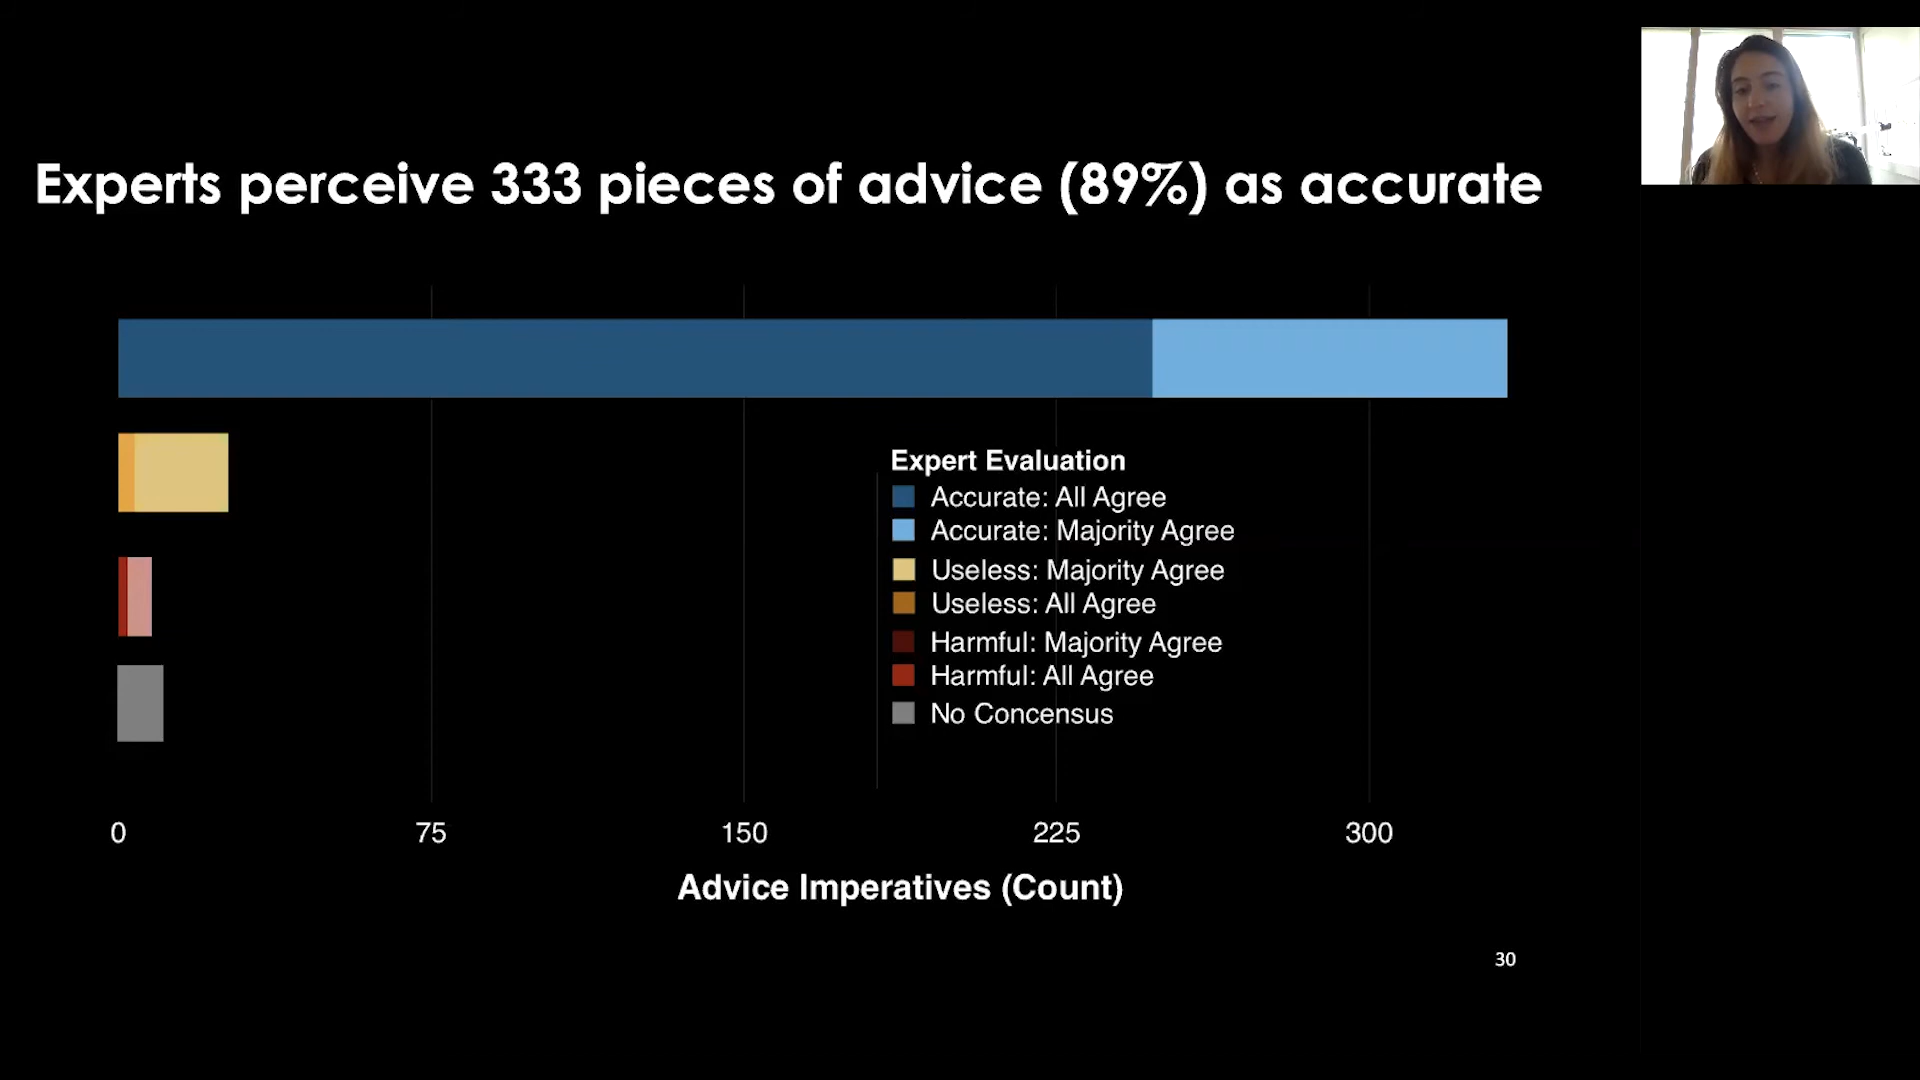 Experts perceive 333 pieces of advice (89%) as accurate
Expert Evaluation
Accurate: All Agree
Accurate: Majority Agree
Useless: Majority Agree
Useless: All Agree
Harmful: Majority Agree
Harmful: All Agree
No Concensus
0 75 150 225 300
Advice Imperatives (Count)
30